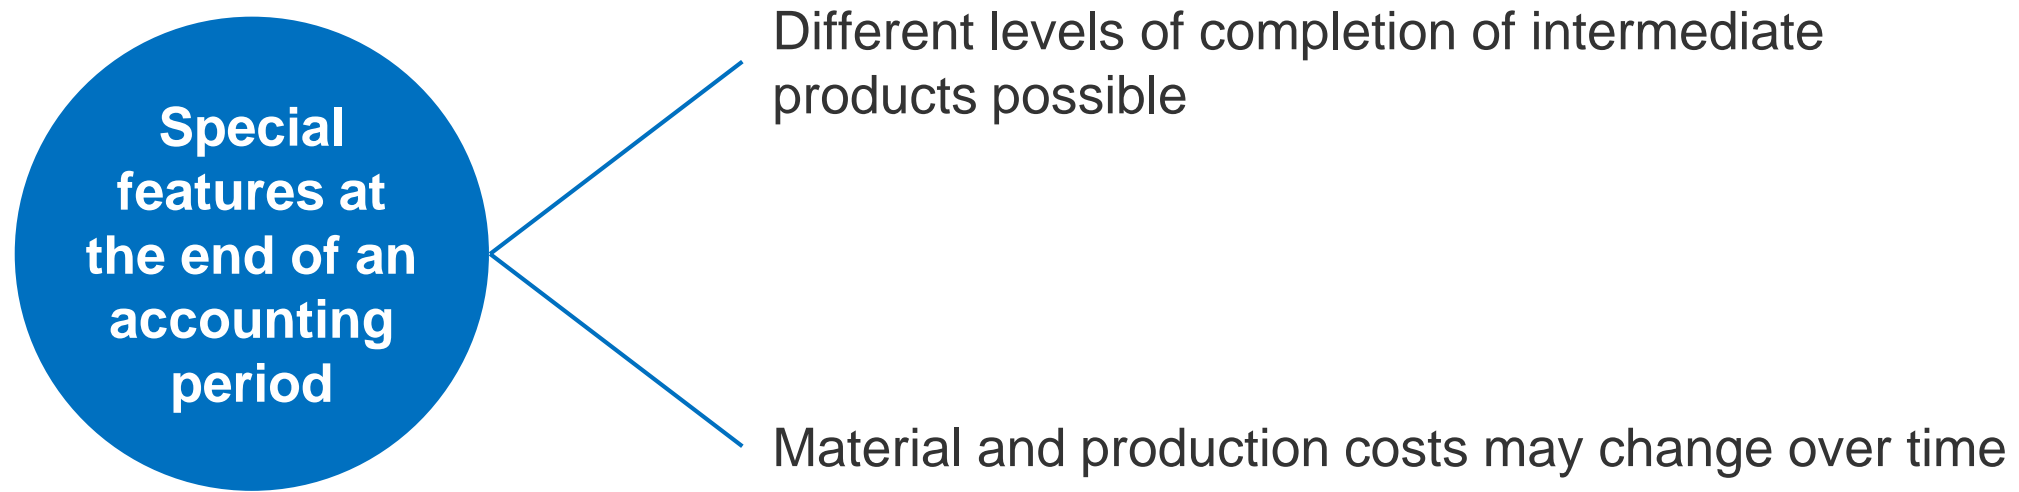 Special
features at
the end of an
accounting
period
Different levels of completion of intermediate
products possible
Material and production costs may change over time